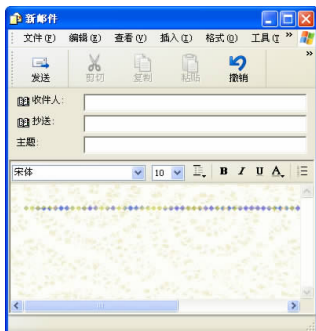 新邮件
文件(F) 编辑(E) 查看(V) 插入(I) 格式(O) 工具(T »
发送 剪切 复制 粘贴 撤销 »
收件人:
抄送:
主题:
宋体 10 B I U A